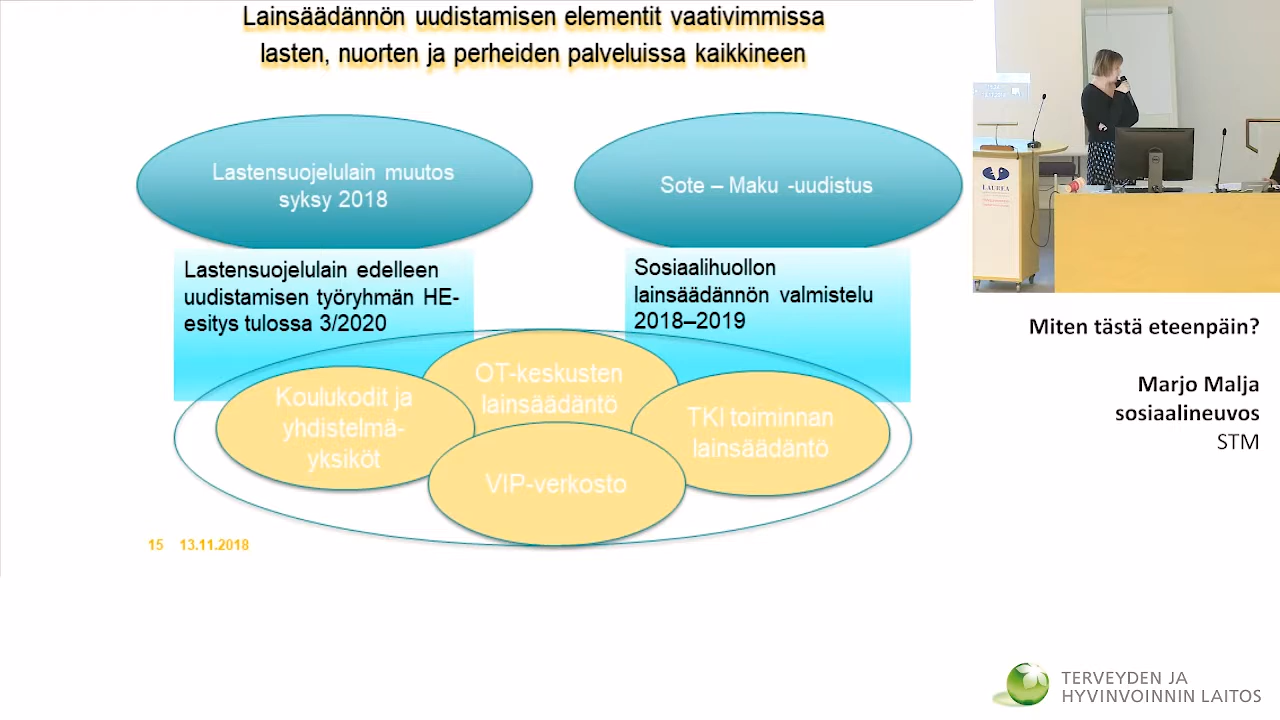 Lainsäädännön uudistamisen elementit vaativimmissa
lasten, nuorten ja perheiden palveluissa kaikkineen
Lastensuojelulain muutos
syksy 2018
Sote – Maku -uudistus
Lastensuojelulain edelleen
uudistamisen työryhmän HE-
esitys tulossa 3/2020
Sosiaalihuollon
lainsäädännön valmistelu
2018–2019
OT-keskusten
lainsäädäntö
Koulukodit ja
yhdistelmä-
yksiköt
TKI toiminnan
lainsäädäntö
VIP-verkosto
15 13.11.2018
LAUREA
Miten tästä eteenpäin?
Marjo Malja
sosiaalineuvos
STM
TERVEYDEN JA
HYVINVOINNIN LAITOS